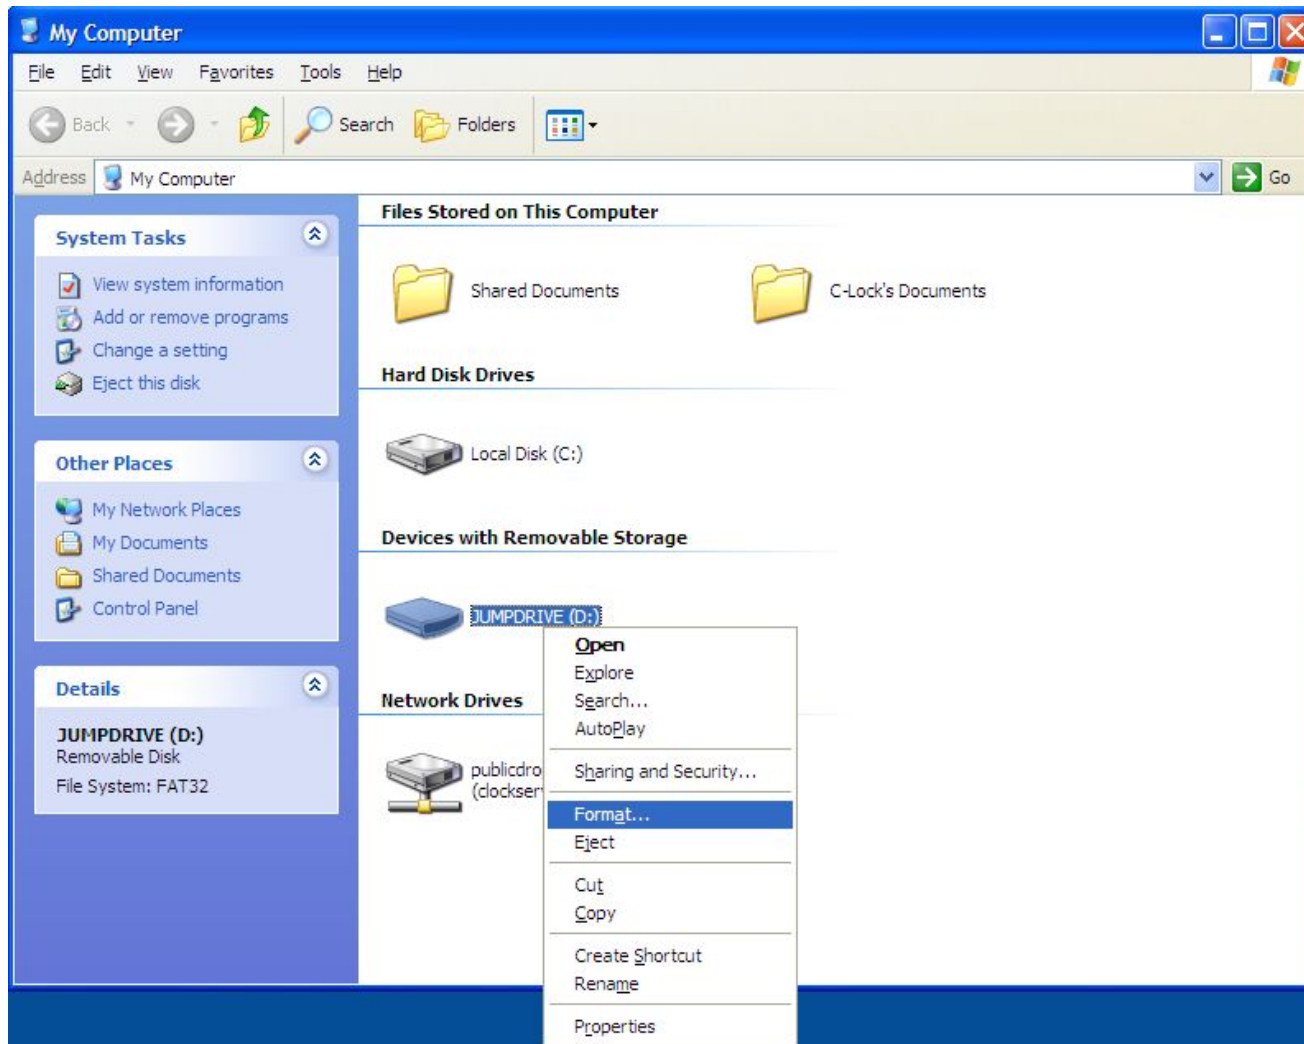 My Computer
File Edit View Favorites Tools Help
Back Search Folders
Address My Computer Go
System Tasks
View system information
Add or remove programs
Change a setting
Eject this disk
Other Places
My Network Places
My Documents
Shared Documents
Control Panel
Details
JUMPDRIVE (D:)
Removable Disk
File System: FAT32
Files Stored on This Computer
Shared Documents C-Lock's Documents
Hard Disk Drives
Local Disk (C:)
Devices with Removable Storage
JUMPDRIVE (D:)
Network Drives
publicdro
(clockser
Open
Explore
Search...
AutoPlay
Sharing and Security...
Format...
Eject
Cut
Copy
Create Shortcut
Rename
Properties